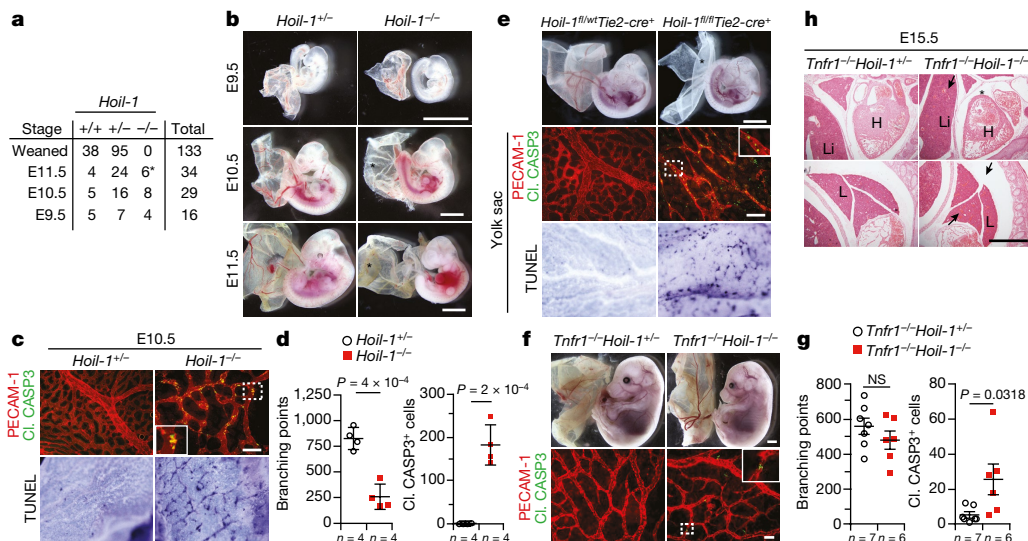 a
Hoil-1
Stage +/+ +/− −/− Total
Weaned 38 95 0 133
E11.5 4 24 6* 34
E10.5 5 16 8 29
E9.5 5 7 4 16
b
Hoil-1+/− Hoil-1−/−
E9.5
E10.5
*
E11.5
* *
c
E10.5
Hoil-1+/− Hoil-1−/−
PECAM-1
Cl. CASP3
TUNEL
d
Hoil-1+/−
Hoil-1−/−
P = 4 × 10−4
Branching points
1,250
1,000
750
500
250
0
n = 4 n = 4
P = 2 × 10−4
Cl. CASP3+ cells
300
200
100
0
n = 4 n = 4
e
Hoil-1fl/wtTie2-cre+ Hoil-1fl/flTie2-cre+
*
Yolk sac
PECAM-1
Cl. CASP3
TUNEL
f
Tnfr1−/−Hoil-1+/− Tnfr1−/−Hoil-1−/−
PECAM-1
Cl. CASP3
g
Tnfr1−/−Hoil-1+/−
Tnfr1−/−Hoil-1−/−
NS
Branching points
800
600
400
200
0
n = 7 n = 6
P = 0.0318
Cl. CASP3+ cells
80
60
40
20
0
n = 7 n = 6
h
E15.5
Tnfr1−/−Hoil-1+/− Tnfr1−/−Hoil-1−/−
Li H Li * H
L L